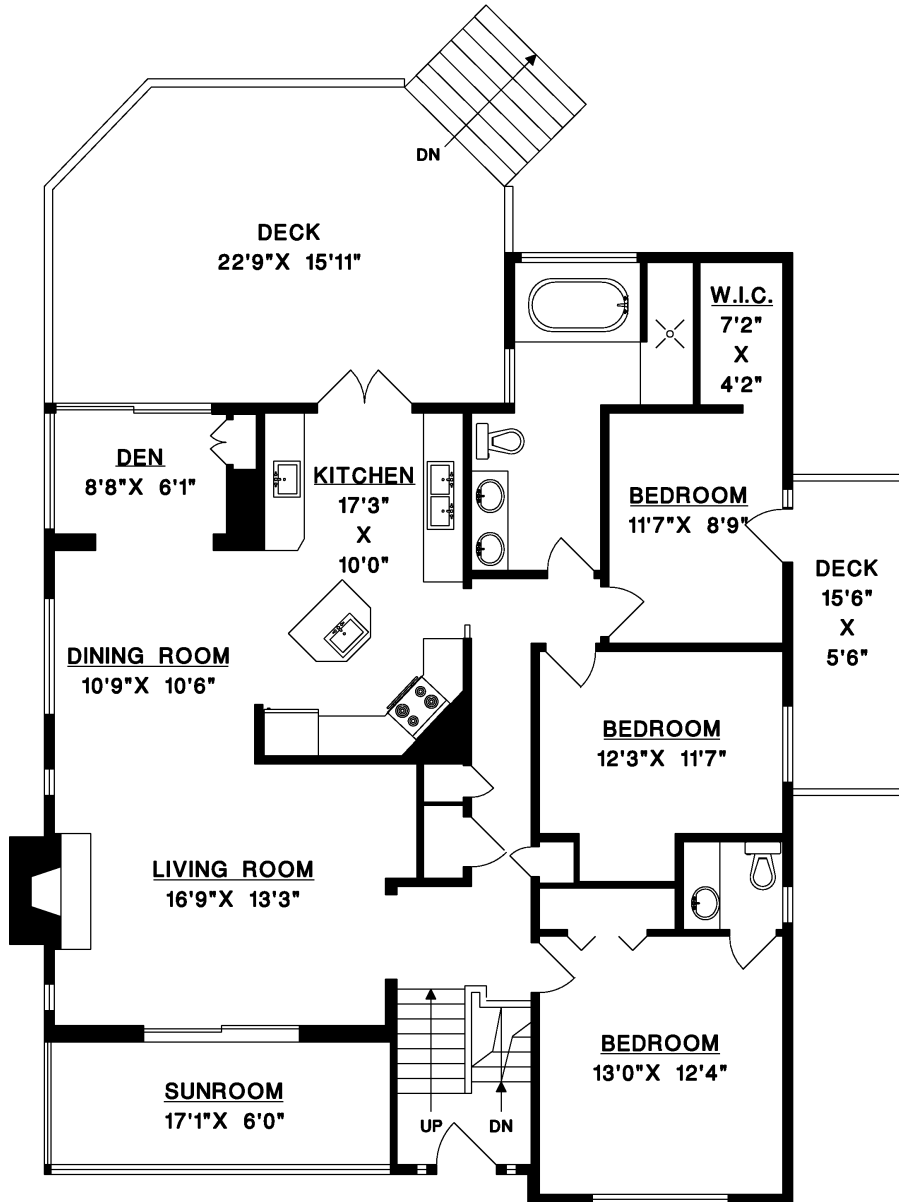 DN
DECK
22'9"X 15'11"
W.I.C.
7'2"
X
4'2"
DEN
8'8"X 6'1"
KITCHEN
17'3"
X
10'0"
BEDROOM
11'7"X 8'9"
DECK
15'6"
X
5'6"
DINING ROOM
10'9"X 10'6"
BEDROOM
12'3"X 11'7"
LIVING ROOM
16'9"X 13'3"
BEDROOM
13'0"X 12'4"
SUNROOM
17'1"X 6'0"
UP
DN